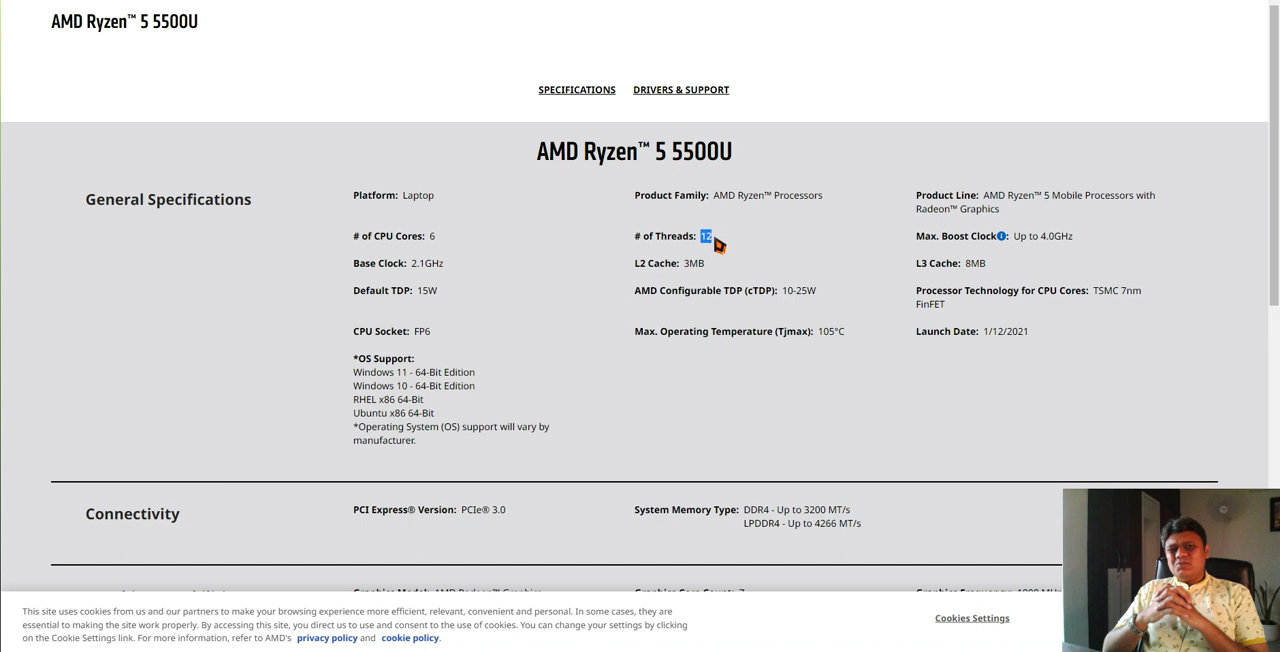 AMD Ryzen™ 5 5500U
SPECIFICATIONS DRIVERS & SUPPORT
AMD Ryzen™ 5 5500U
General Specifications
Platform: Laptop
Product Family: AMD Ryzen™ Processors
Product Line: AMD Ryzen™ 5 Mobile Processors with
Radeon™ Graphics
# of CPU Cores: 6
# of Threads: 12
Max. Boost Clock: Up to 4.0GHz
Base Clock: 2.1GHz
L2 Cache: 3MB
L3 Cache: 8MB
Default TDP: 15W
AMD Configurable TDP (cTDP): 10-25W
Processor Technology for CPU Cores: TSMC 7nm
FinFET
CPU Socket: FP6
Max. Operating Temperature (Tjmax): 105°C
Launch Date: 1/12/2021
*OS Support:
Windows 11 - 64-Bit Edition
Windows 10 - 64-Bit Edition
RHEL x86 64-Bit
Ubuntu x86 64-Bit
*Operating System (OS) support will vary by
manufacturer.
Connectivity
PCI Express® Version: PCIe® 3.0
System Memory Type: DDR4 - Up to 3200 MT/s
LPDDR4 - Up to 4266 MT/s
This site uses cookies from us and our partners to make your browsing experience more efficient, relevant, convenient and personal. In some cases, they are
essential to making the site work properly. By accessing this site, you direct us to use and consent to the use of cookies. You can change your settings by clicking
on the Cookie Settings link. For more information, refer to AMD's privacy policy and cookie policy.
Cookies Settings